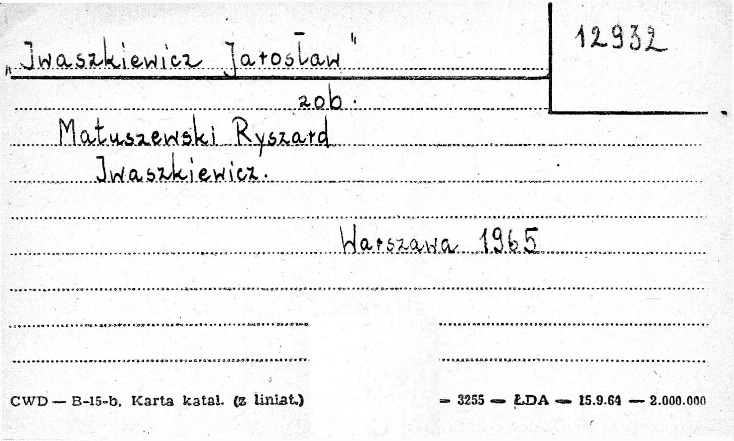 12932
„Iwaszkiewicz Jarosław"
zob.
Matuszewski Ryszard
Iwaszkiewicz.
Warszawa 1965
CWD — B-15-b. Karta katal. (z liniat.) — 3255 — ŁDA — 15.9.64 — 2.000.000